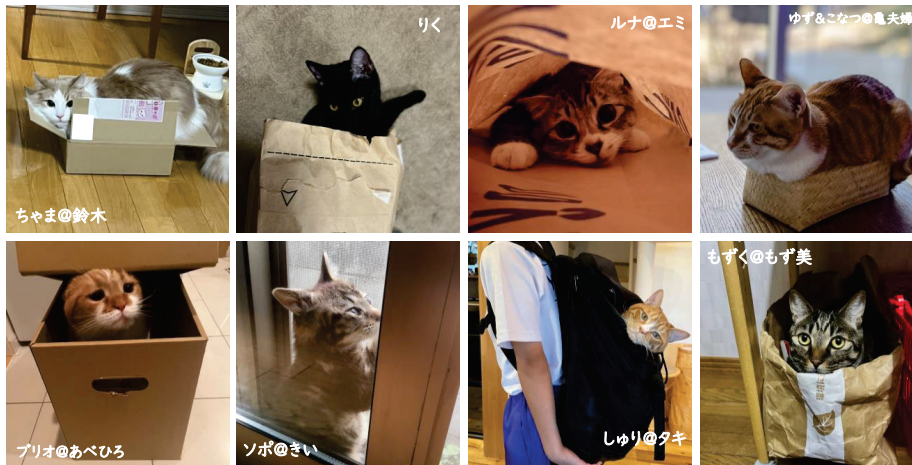 ちゃま@鈴木
りく
ルナ@エミ
ゆず&こなつ@亀夫婦
ブリオ@あべひろ
ソポ@きい
しゅり@タキ
もずく@もず美